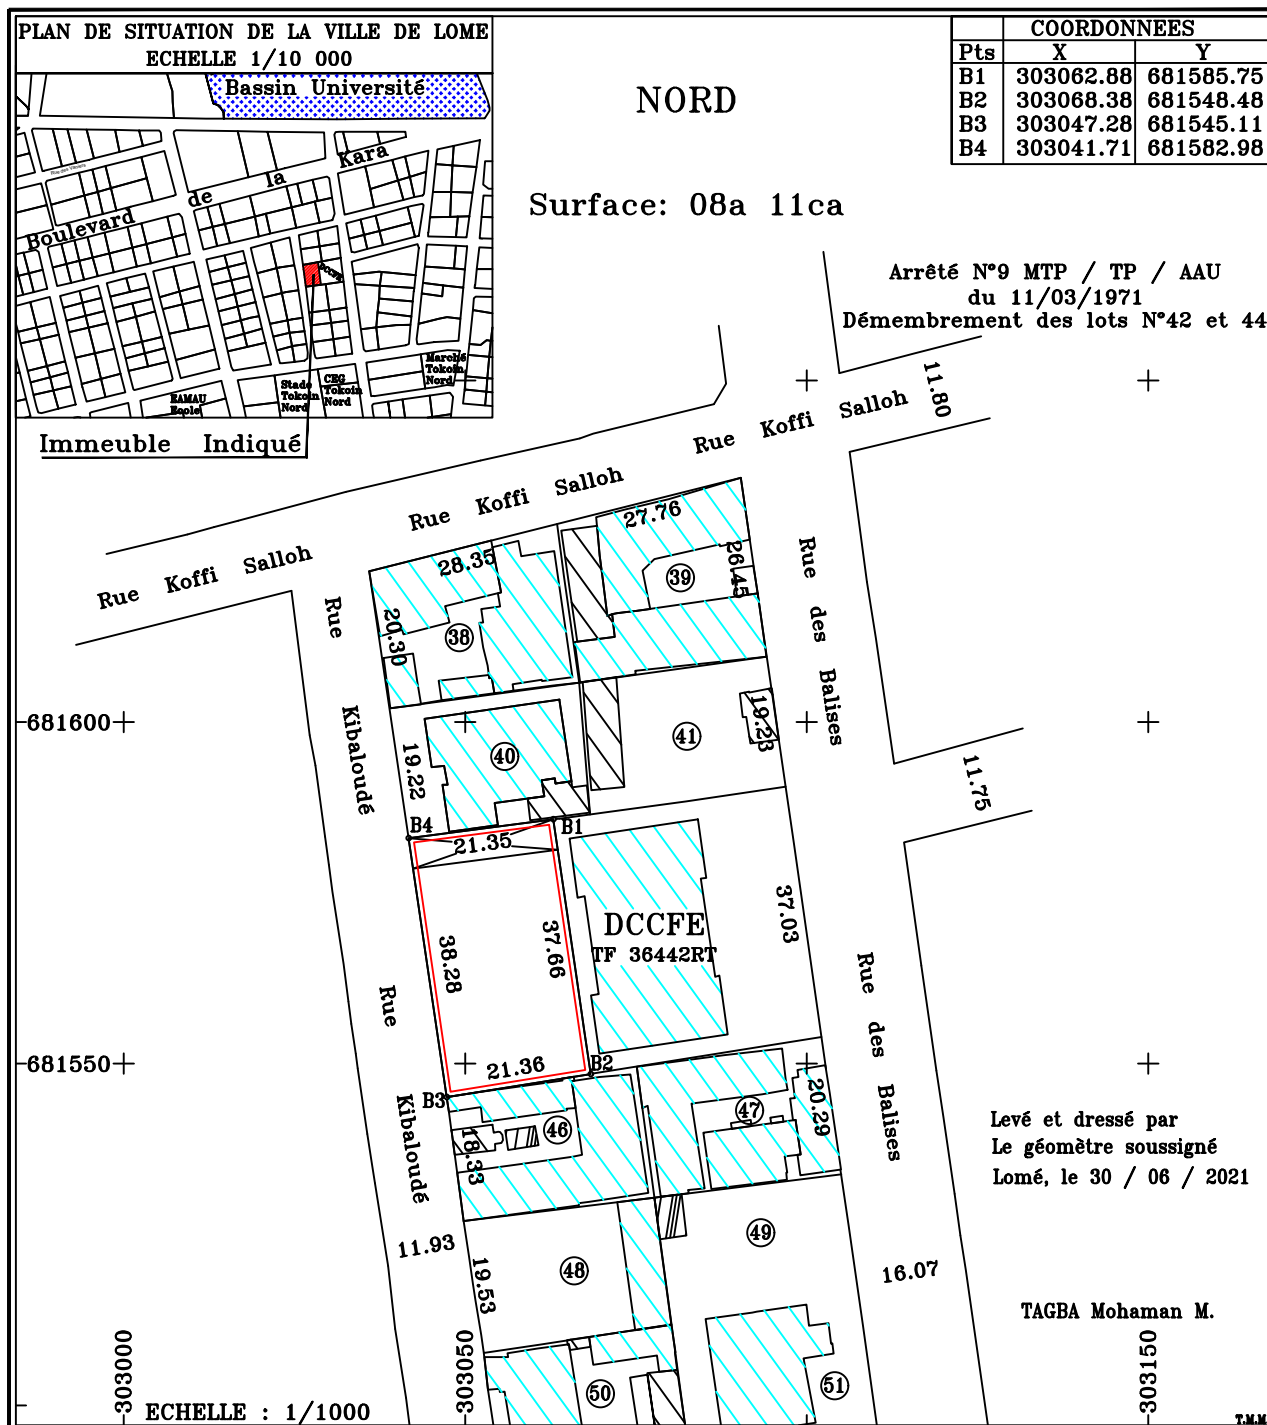 PLAN DE SITUATION DE LA VILLE DE LOME
ECHELLE 1/10 000
Bassin Université
Boulevard de la Kara
DCCFE
Marché
Tokoin
Nord
CEG
Tokoin
Nord
Stade
Tokoin
Nord
EAMAU
Ecole
Immeuble Indiqué
NORD
Surface: 08a 11ca
COORDONNEES
Pts X Y
B1 303062.88 681585.75
B2 303068.38 681548.48
B3 303047.28 681545.11
B4 303041.71 681582.98
Arrêté N°9 MTP / TP / AAU
du 11/03/1971
Démembrement des lots N°42 et 44
11.80
Rue Koffi Salloh
Rue Koffi Salloh
Rue Koffi Salloh
27.76
28.35
26.45
39
38
20.30
Rue Kibaloudé
Rue des Balises
681600
19.22
40
41
19.23
11.75
B4
B1
21.35
37.03
DCCFE
TF 36442RT
38.28
37.66
Rue Kibaloudé
Rue des Balises
681550
21.36
B2
B3
46
47
18.33
20.29
Levé et dressé par
Le géomètre soussigné
Lomé, le 30 / 06 / 2021
11.93
49
48
19.53
16.07
TAGBA Mohaman M.
50
51
303000
303050
303150
ECHELLE : 1/1000
T.M.M